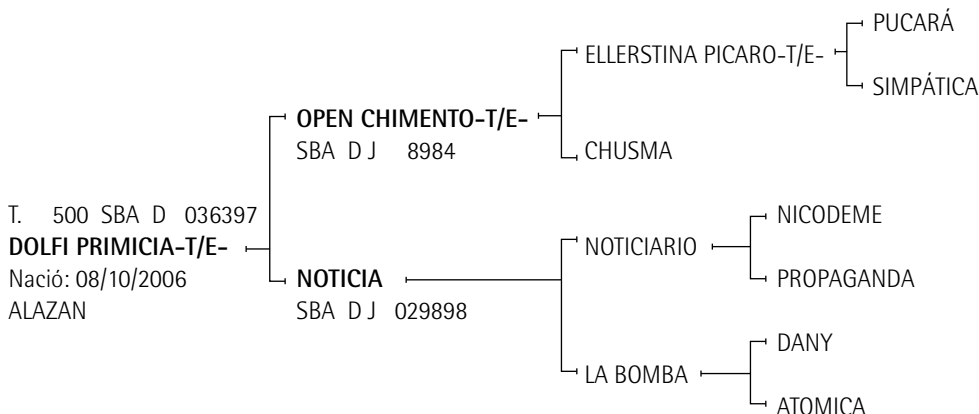 PUCARÁ
ELLERSTINA PICARO-T/E-
SIMPÁTICA
OPEN CHIMENTO-T/E-
SBA D J 8984
CHUSMA
T. 500 SBA D 036397
DOLFI PRIMICIA-T/E-
Nació: 08/10/2006
ALAZAN
NICODEME
NOTICIARIO
PROPAGANDA
NOTICIA
SBA D J 029898
DANY
LA BOMBA
ATOMICA